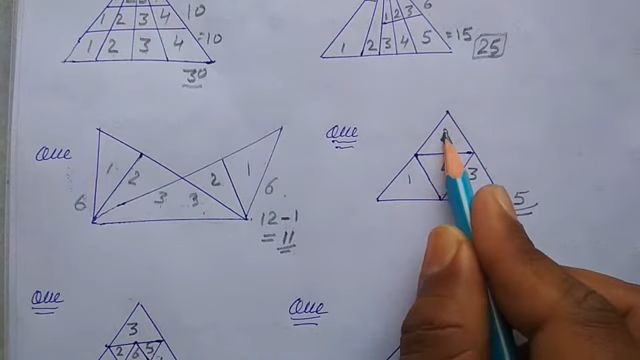 1 2 3 4 10
1 2 3 4 =10
30
1 2 3 6
1 2 3 4 5 =15 25
Que
1 2 2 1
6 3 3 6
12-1
=11
Que
1 3
5
Que
3
2 6 5
Que